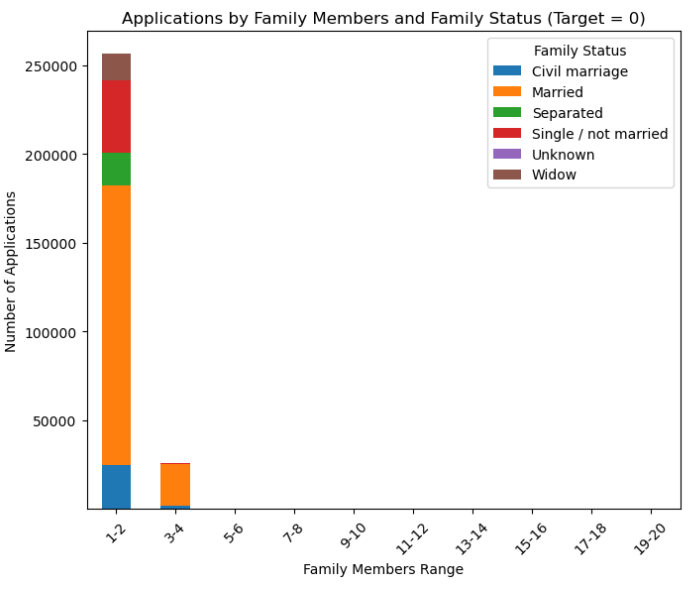 Applications by Family Members and Family Status (Target = 0)
Number of Applications
250000
200000
150000
100000
50000
Family Status
Civil marriage
Married
Separated
Single / not married
Unknown
Widow
1-2
3-4
5-6
7-8
9-10
11-12
13-14
15-16
17-18
19-20
Family Members Range